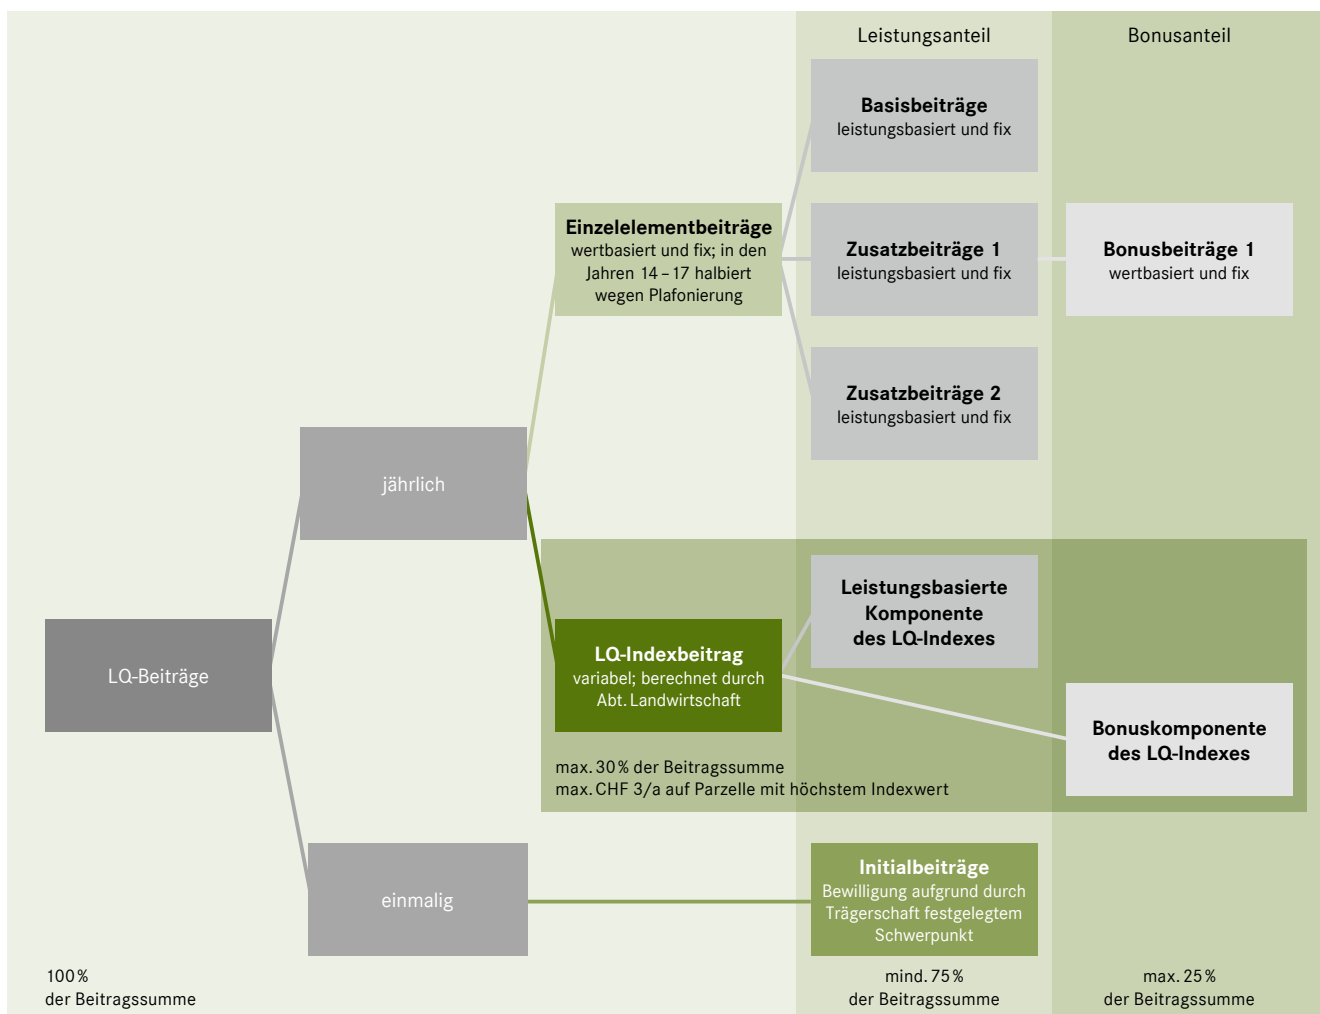 Leistungsanteil
Bonusanteil
Basisbeiträge
leistungsbasiert und fix
Einzelelementbeiträge
wertbasiert und fix; in den
Jahren 14 – 17 halbiert
wegen Plafonierung
Zusatzbeiträge 1
leistungsbasiert und fix
Bonusbeiträge 1
wertbasiert und fix
Zusatzbeiträge 2
leistungsbasiert und fix
jährlich
Leistungsbasierte
Komponente
des LQ-Indexes
LQ-Beiträge
LQ-Indexbeitrag
variabel; berechnet durch
Abt. Landwirtschaft
Bonuskomponente
des LQ-Indexes
max. 30 % der Beitragssumme
max. CHF 3/a auf Parzelle mit höchstem Indexwert
einmalig
Initialbeiträge
Bewilligung aufgrund durch
Trägerschaft festgelegtem
Schwerpunkt
100 %
der Beitragssumme
mind. 75 %
der Beitragssumme
max. 25 %
der Beitragssumme